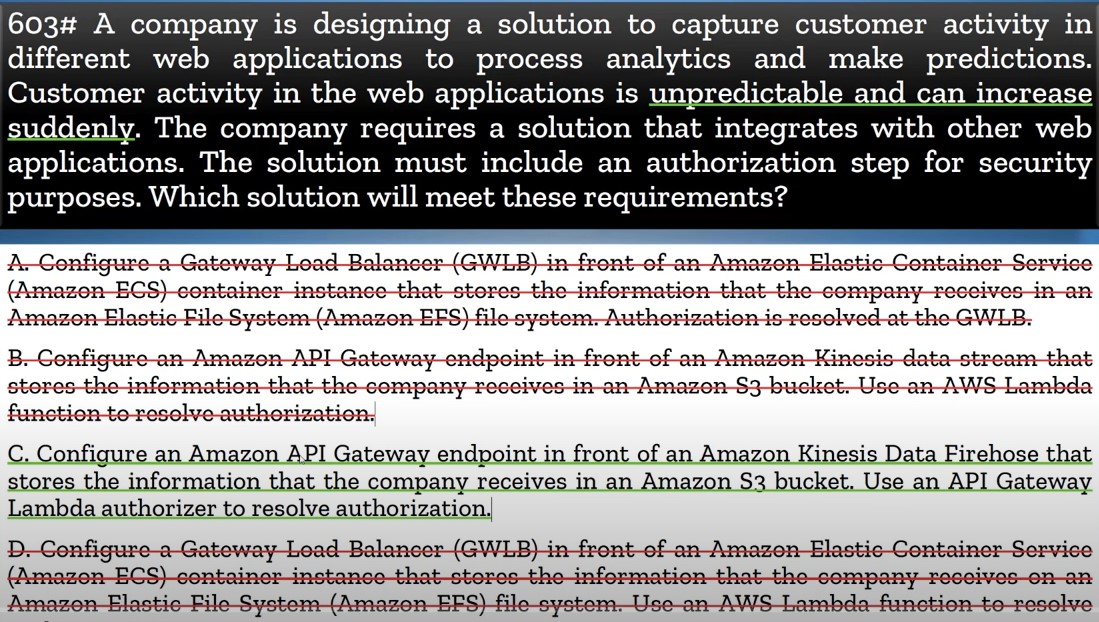 603# A company is designing a solution to capture customer activity in
different web applications to process analytics and make predictions.
Customer activity in the web applications is unpredictable and can increase
suddenly. The company requires a solution that integrates with other web
applications. The solution must include an authorization step for security
purposes. Which solution will meet these requirements?
A. Configure a Gateway Load Balancer (GWLB) in front of an Amazon Elastic Container Service
(Amazon ECS) container instance that stores the information that the company receives in an
Amazon Elastic File System (Amazon EFS) file system. Authorization is resolved at the GWLB.
B. Configure an Amazon API Gateway endpoint in front of an Amazon Kinesis data stream that
stores the information that the company receives in an Amazon S3 bucket. Use an AWS Lambda
function to resolve authorization.
C. Configure an Amazon API Gateway endpoint in front of an Amazon Kinesis Data Firehose that
stores the information that the company receives in an Amazon S3 bucket. Use an API Gateway
Lambda authorizer to resolve authorization.
D. Configure a Gateway Load Balancer (GWLB) in front of an Amazon Elastic Container Service
(Amazon ECS) container instance that stores the information that the company receives on an
Amazon Elastic File System (Amazon EFS) file system. Use an AWS Lambda function to resolve